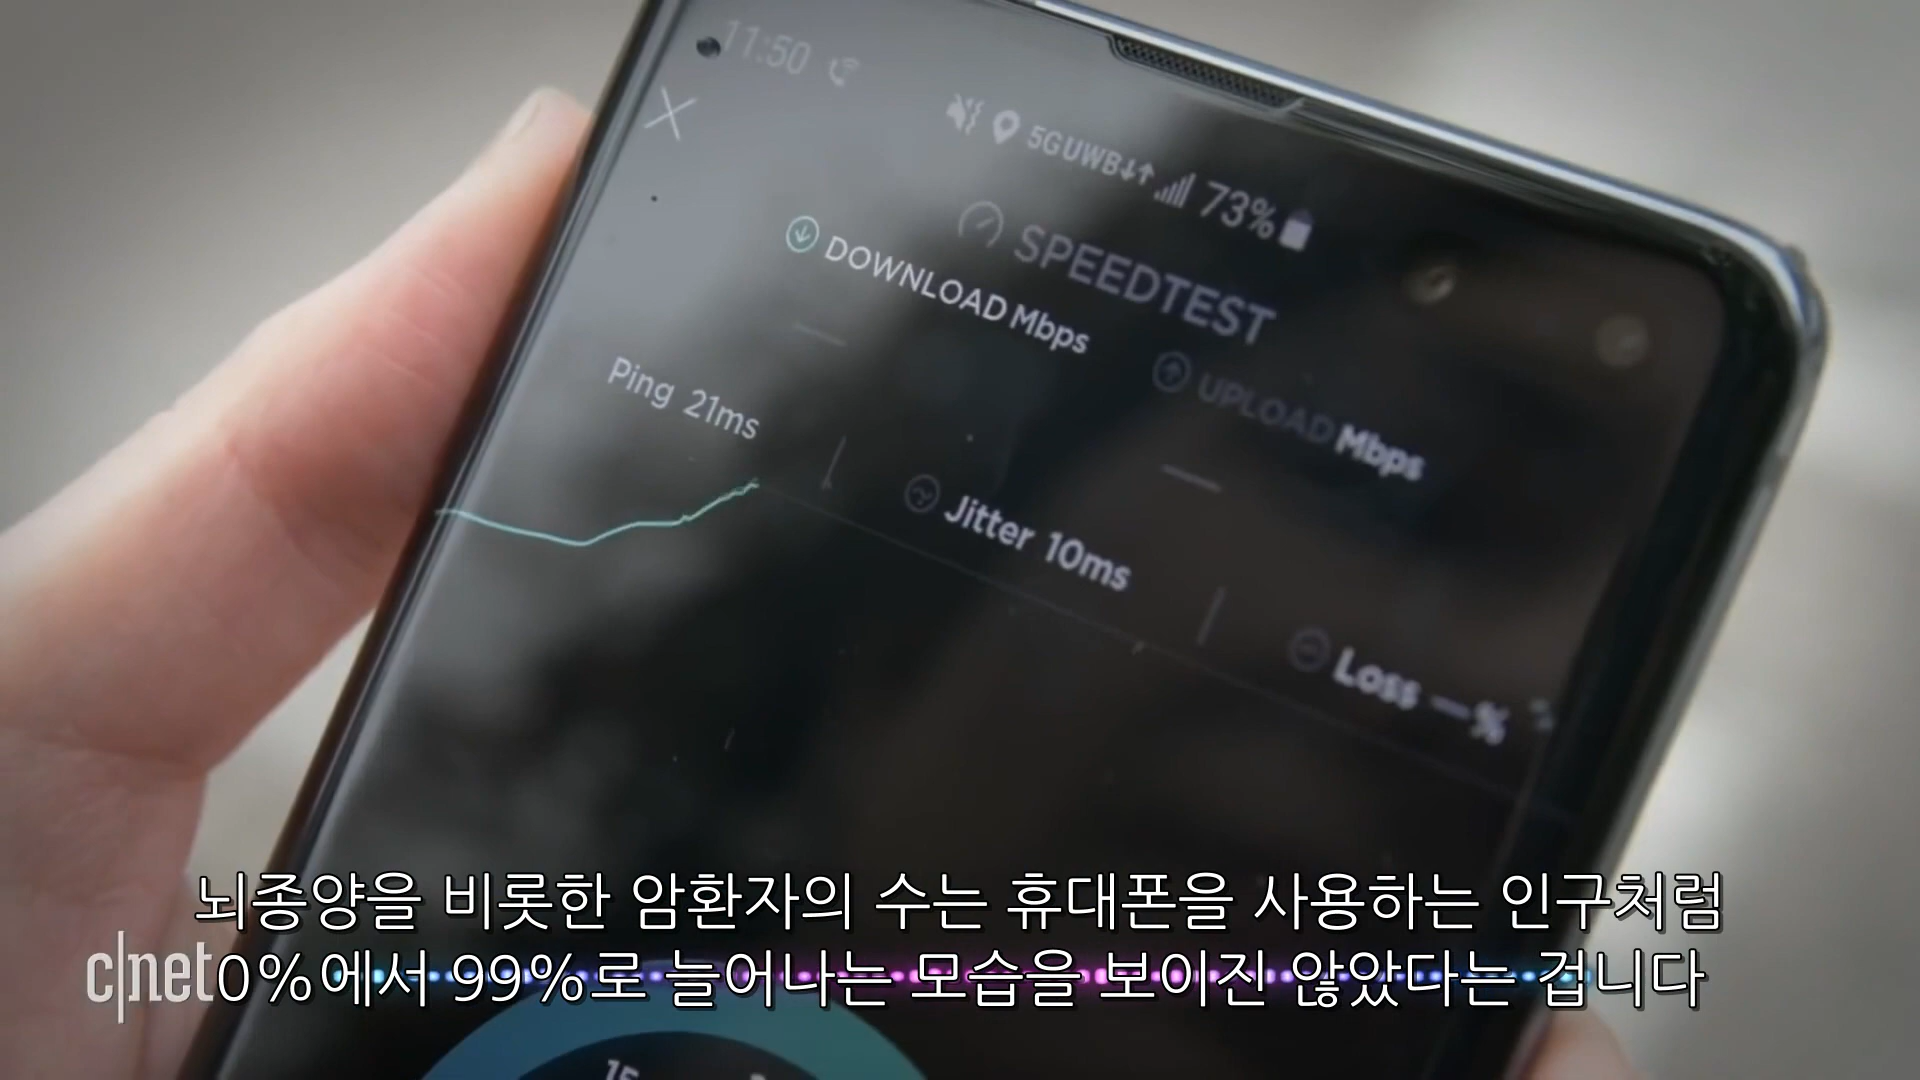 11:50
5GUWB 73%
SPEEDTEST
DOWNLOAD Mbps
UPLOAD Mbps
Ping 21ms
Jitter 10ms
Loss —%
뇌종양을 비롯한 암환자의 수는 휴대폰을 사용하는 인구처럼
c|net
0%에서 99%로 늘어나는 모습을 보이진 않았다는 겁니다
15